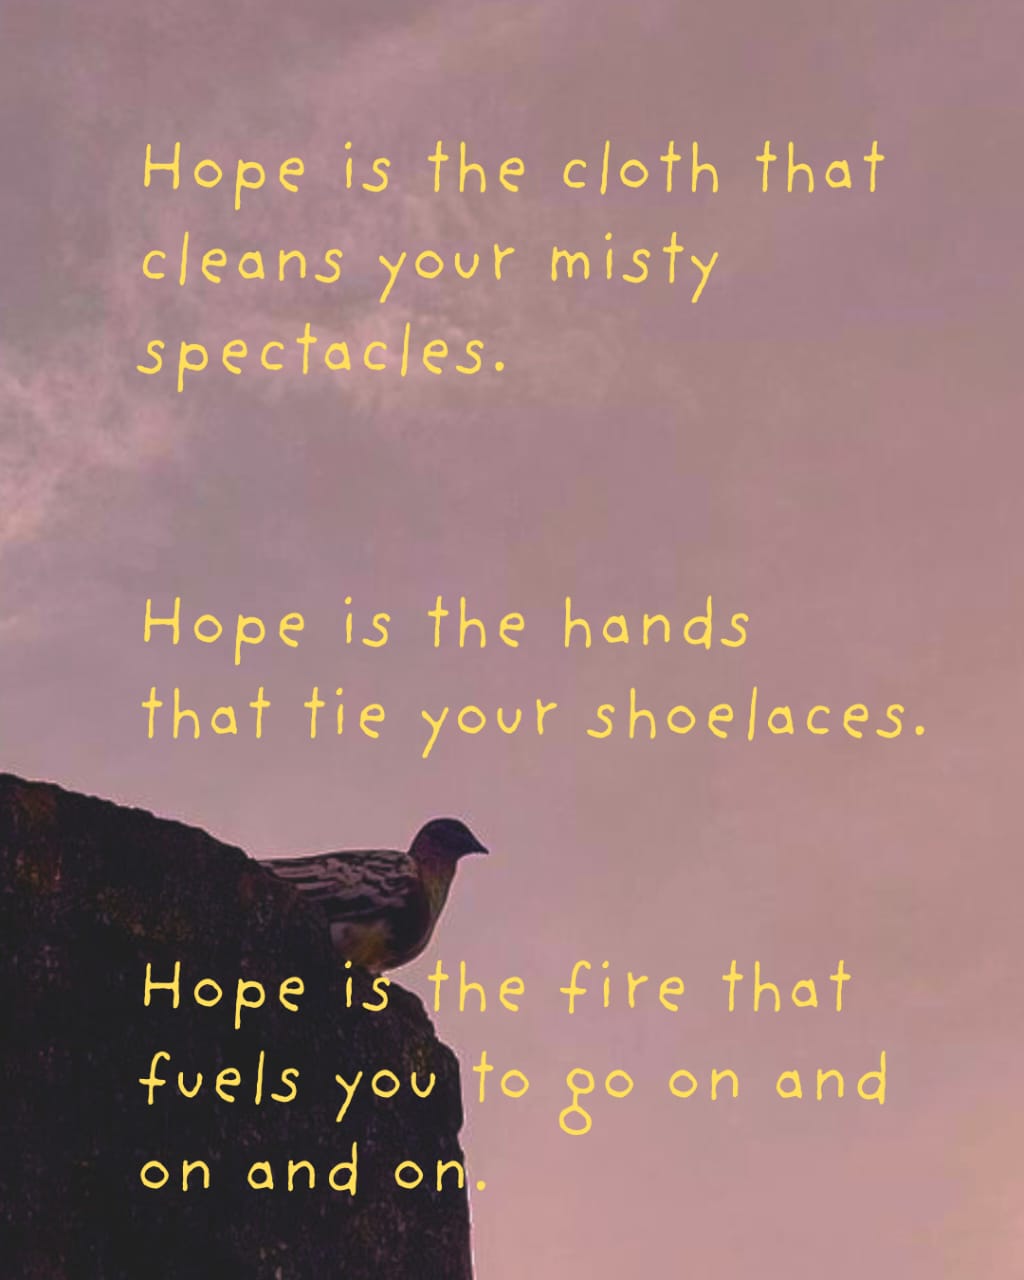 Hope is the cloth that
cleans your misty
spectacles.
Hope is the hands
that tie your shoelaces.
Hope is the fire that
fuels you to go on and
on and on.